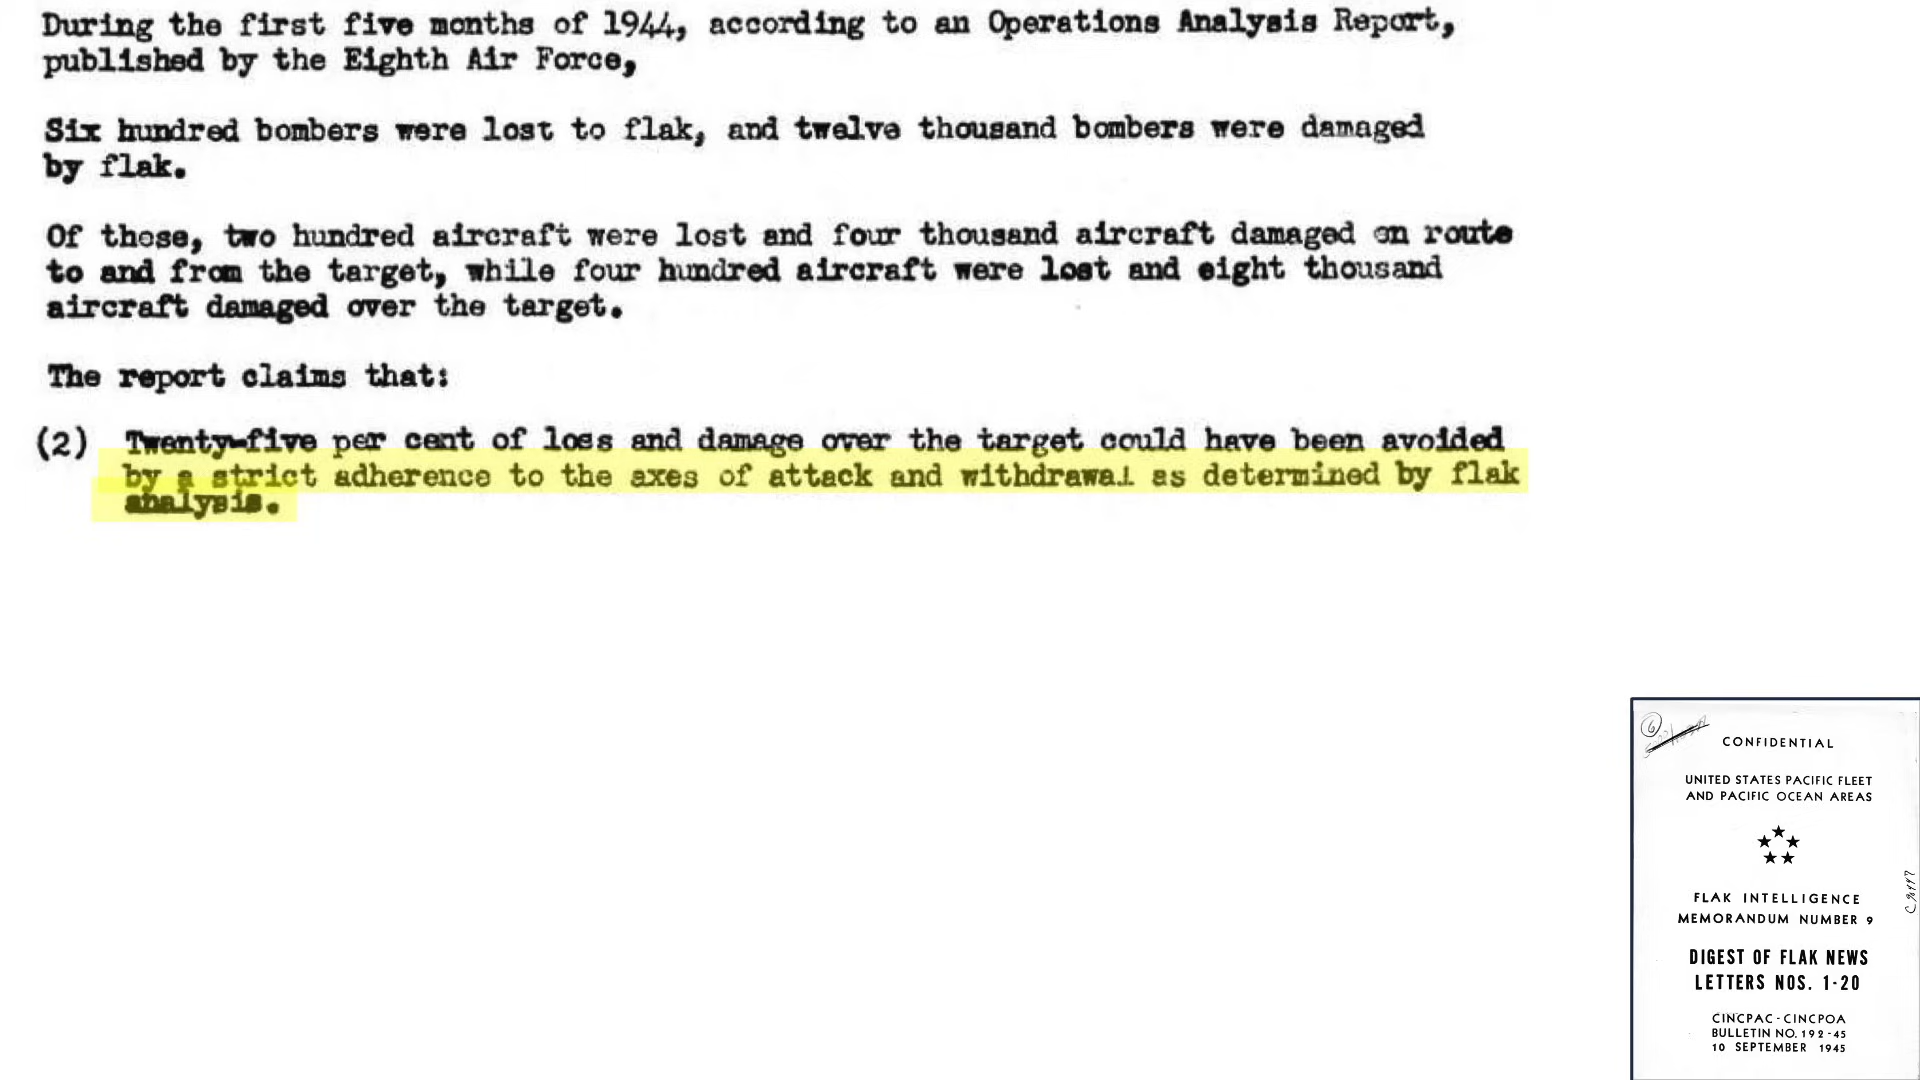 During the first five months of 1944, according to an Operations Analysis Report,
published by the Eighth Air Force,
Six hundred bombers were lost to flak, and twelve thousand bombers were damaged
by flak.
Of these, two hundred aircraft were lost and four thousand aircraft damaged en route
to and from the target, while four hundred aircraft were lost and eight thousand
aircraft damaged over the target.
The report claims that:
(2) Twenty-five per cent of loss and damage over the target could have been avoided
by a strict adherence to the axes of attack and withdrawal as determined by flak
analysis.
6
CONFIDENTIAL
UNITED STATES PACIFIC FLEET
AND PACIFIC OCEAN AREAS
FLAK INTELLIGENCE
MEMORANDUM NUMBER 9
DIGEST OF FLAK NEWS
LETTERS NOS. 1-20
CINCPAC - CINCPOA
BULLETIN NO. 192-45
10 SEPTEMBER 1945